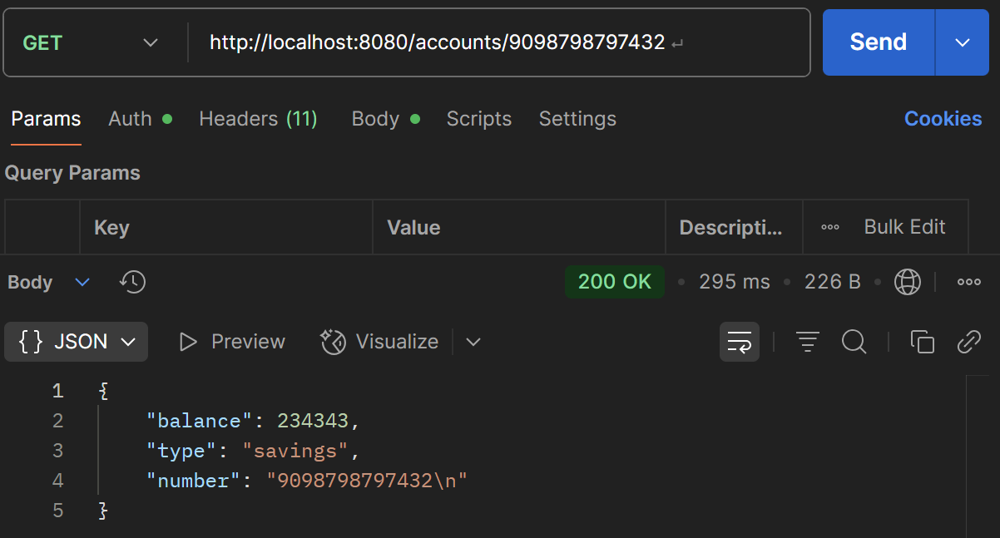 GET http://localhost:8080/accounts/9098798797432 ↵ Send
Params Auth Headers (11) Body Scripts Settings Cookies
Query Params
Key Value Descripti... Bulk Edit
Body 200 OK • 295 ms • 226 B
{ } JSON Preview Visualize
1 {
2 "balance": 234343,
3 "type": "savings",
4 "number": "9098798797432\n"
5 }